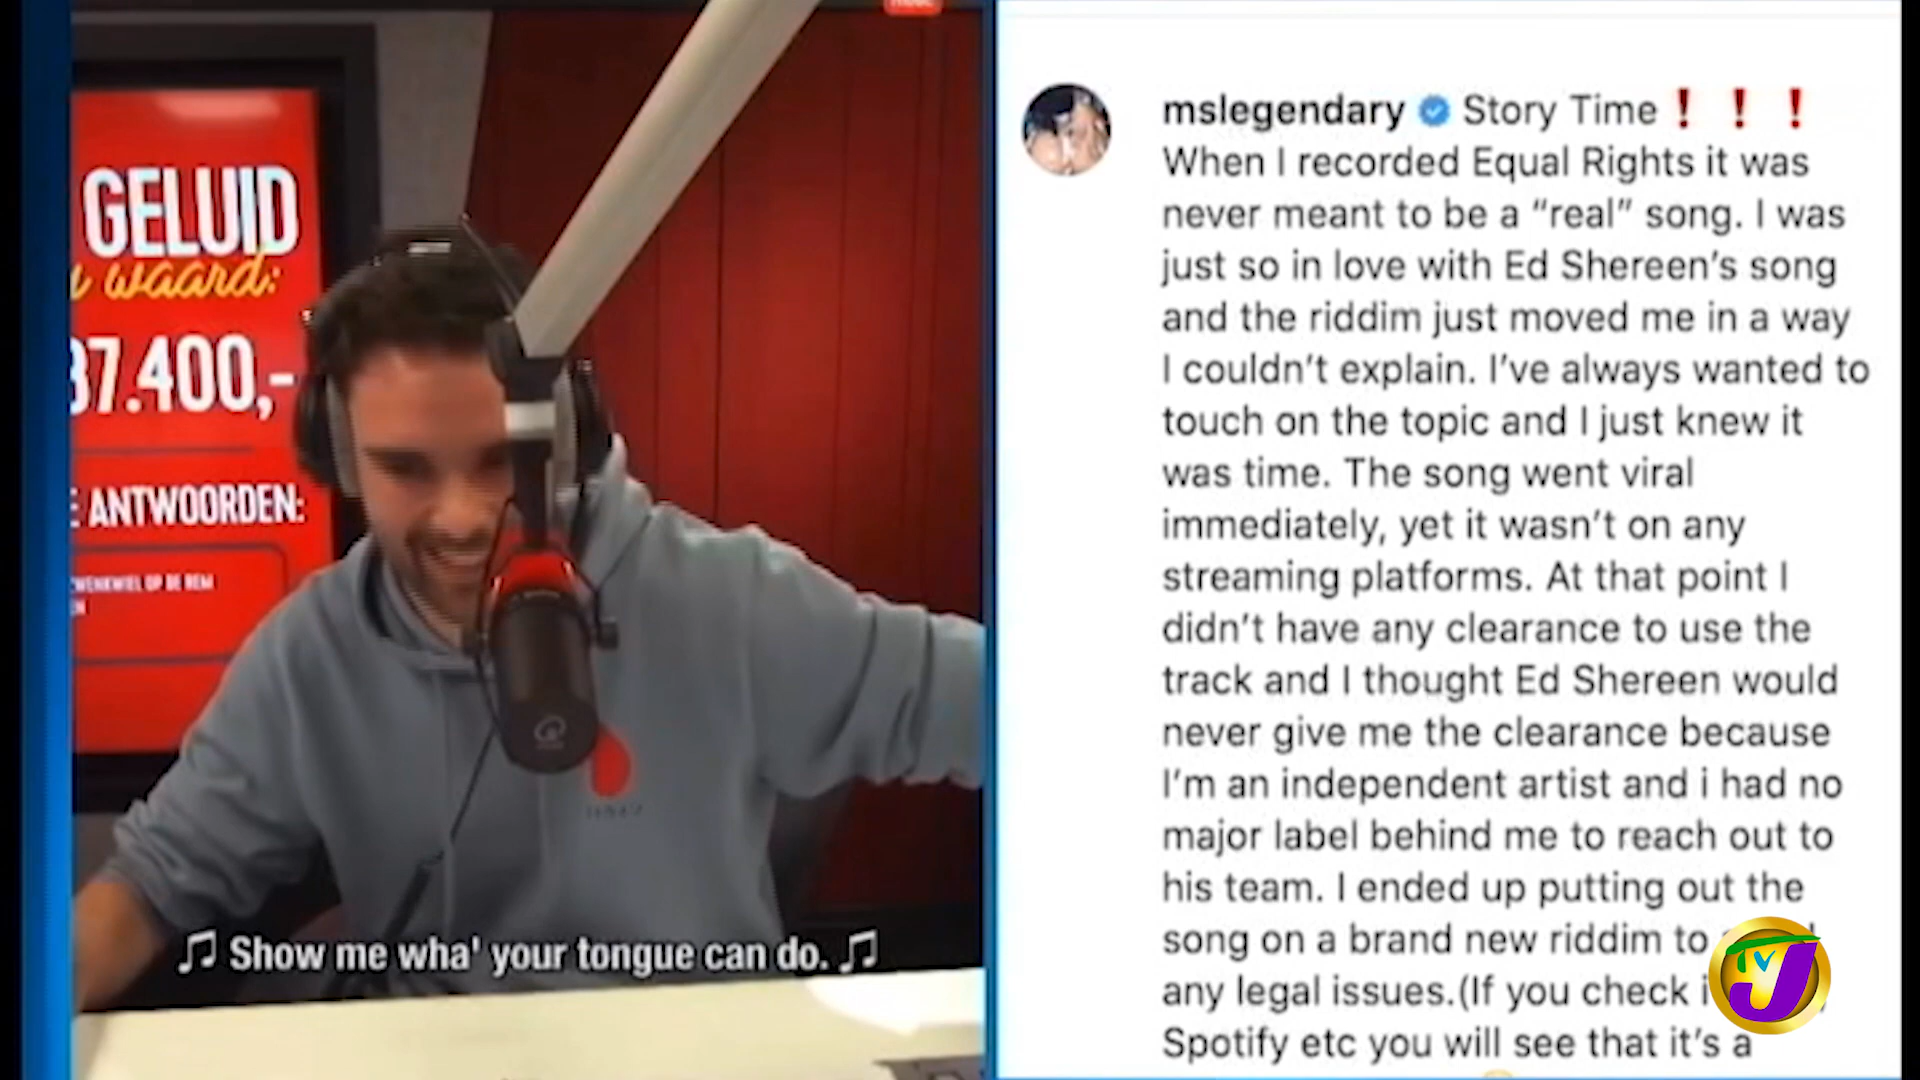 GELUID
waard:
37.400,-
E ANTWOORDEN:
OP DE REM
♫ Show me wha' your tongue can do. ♫
mslegendary Story Time❗❗❗
When I recorded Equal Rights it was
never meant to be a “real” song. I was
just so in love with Ed Shereen’s song
and the riddim just moved me in a way
I couldn’t explain. I’ve always wanted to
touch on the topic and I just knew it
was time. The song went viral
immediately, yet it wasn’t on any
streaming platforms. At that point I
didn’t have any clearance to use the
track and I thought Ed Shereen would
never give me the clearance because
I’m an independent artist and i had no
major label behind me to reach out to
his team. I ended up putting out the
song on a brand new riddim to
any legal issues.(If you check
Spotify etc you will see that it’s a
TVJ